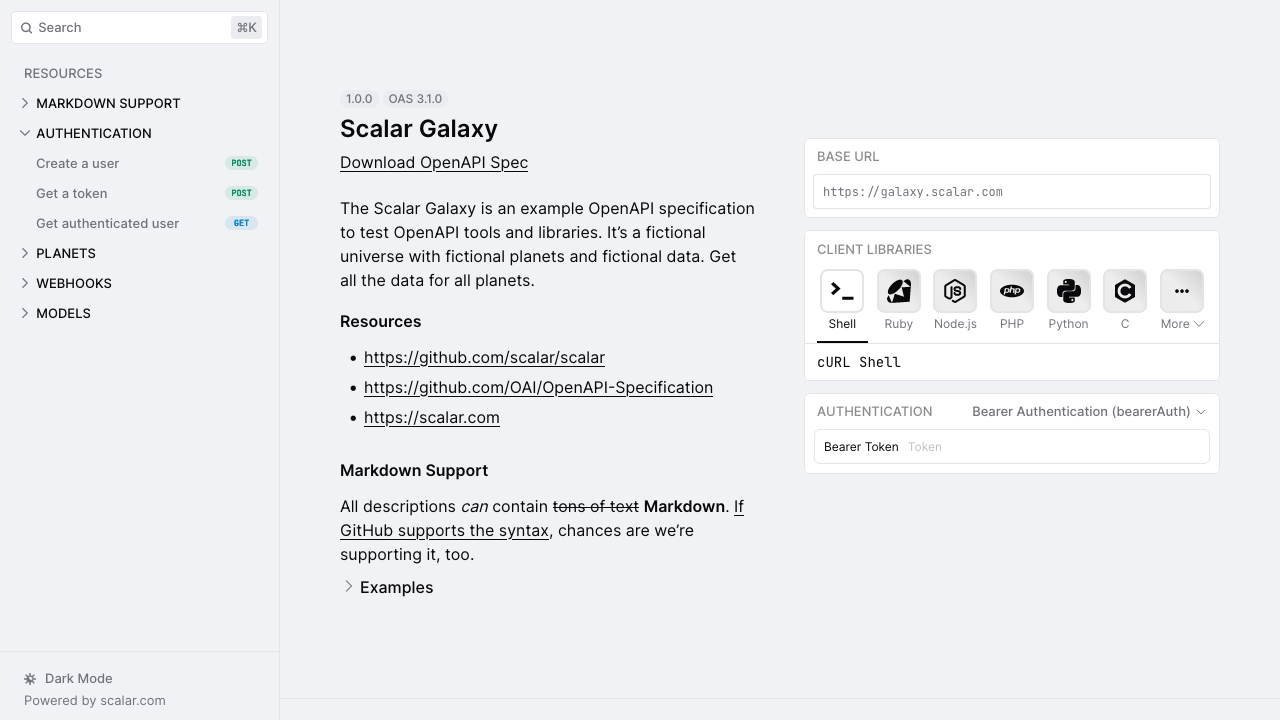 Search ⌘K
RESOURCES
MARKDOWN SUPPORT
AUTHENTICATION
Create a user POST
Get a token POST
Get authenticated user GET
PLANETS
WEBHOOKS
MODELS
Dark Mode
Powered by scalar.com
1.0.0 OAS 3.1.0
Scalar Galaxy
Download OpenAPI Spec
The Scalar Galaxy is an example OpenAPI specification
to test OpenAPI tools and libraries. It’s a fictional
universe with fictional planets and fictional data. Get
all the data for all planets.
Resources
• https://github.com/scalar/scalar
• https://github.com/OAI/OpenAPI-Specification
• https://scalar.com
Markdown Support
All descriptions can contain tons of text Markdown. If
GitHub supports the syntax, chances are we’re
supporting it, too.
Examples
BASE URL
https://galaxy.scalar.com
CLIENT LIBRARIES
JS php C
Shell Ruby Node.js PHP Python C More
cURL Shell
AUTHENTICATION Bearer Authentication (bearerAuth)
Bearer Token Token